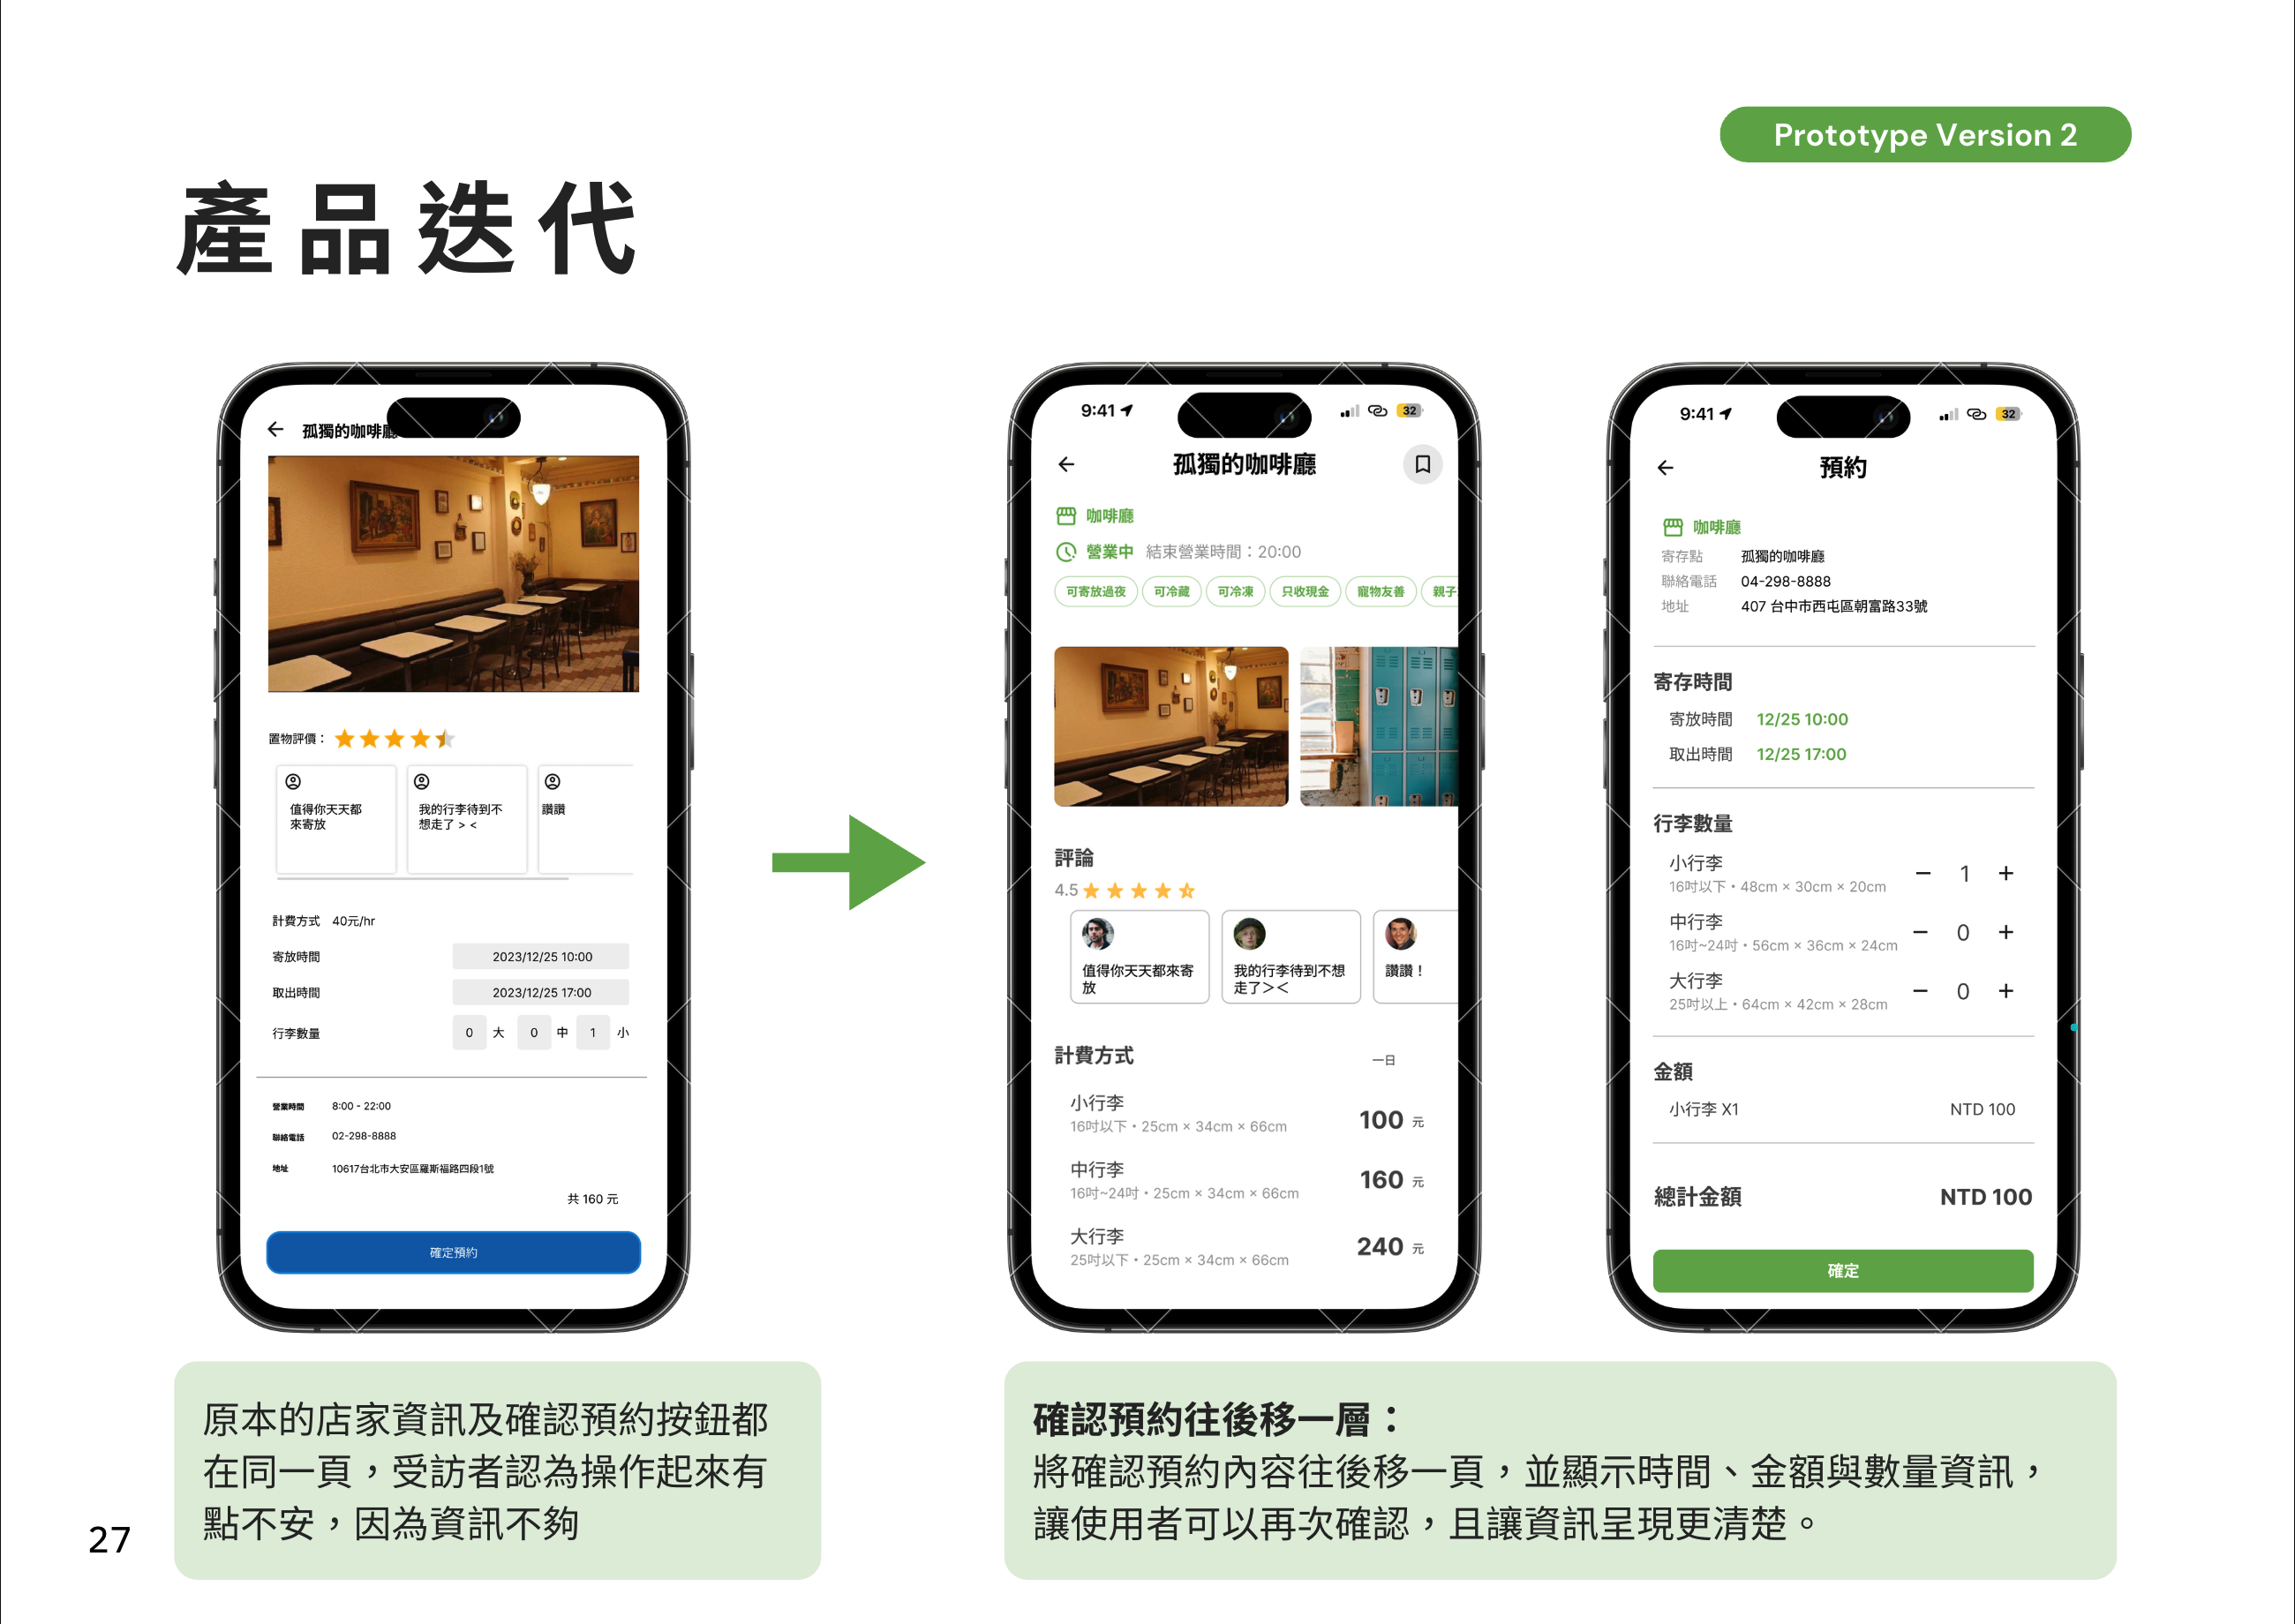 Prototype Version 2
產品迭代
孤獨的咖啡廳
置物評價：
值得你天天都
來寄放
我的行李待到不
想走了 > <
讚讚
計費方式 40元/hr
寄放時間 2023/12/25 10:00
取出時間 2023/12/25 17:00
行李數量 0 大 0 中 1 小
營業時間 8:00 - 22:00
聯絡電話 02-298-8888
地址 10617台北市大安區羅斯福路四段1號
共 160 元
確定預約
9:41 32
孤獨的咖啡廳
咖啡廳
營業中 結束營業時間：20:00
可寄放過夜 可冷藏 可冷凍 只收現金 寵物友善 親子
評論
4.5
值得你天天都來寄
放
我的行李待到不想
走了＞＜
讚讚！
計費方式 一日
小行李
16吋以下・25cm × 34cm × 66cm
100 元
中行李
16吋~24吋・25cm × 34cm × 66cm
160 元
大行李
25吋以下・25cm × 34cm × 66cm
240 元
9:41 32
預約
咖啡廳
寄存點 孤獨的咖啡廳
聯絡電話 04-298-8888
地址 407 台中市西屯區朝富路33號
寄存時間
寄放時間 12/25 10:00
取出時間 12/25 17:00
行李數量
小行李
16吋以下・48cm × 30cm × 20cm
− 1 +
中行李
16吋~24吋・56cm × 36cm × 24cm
− 0 +
大行李
25吋以上・64cm × 42cm × 28cm
− 0 +
金額
小行李 X1 NTD 100
總計金額 NTD 100
確定
原本的店家資訊及確認預約按鈕都
在同一頁，受訪者認為操作起來有
點不安，因為資訊不夠
確認預約往後移一層：
將確認預約內容往後移一頁，並顯示時間、金額與數量資訊，
讓使用者可以再次確認，且讓資訊呈現更清楚。
27